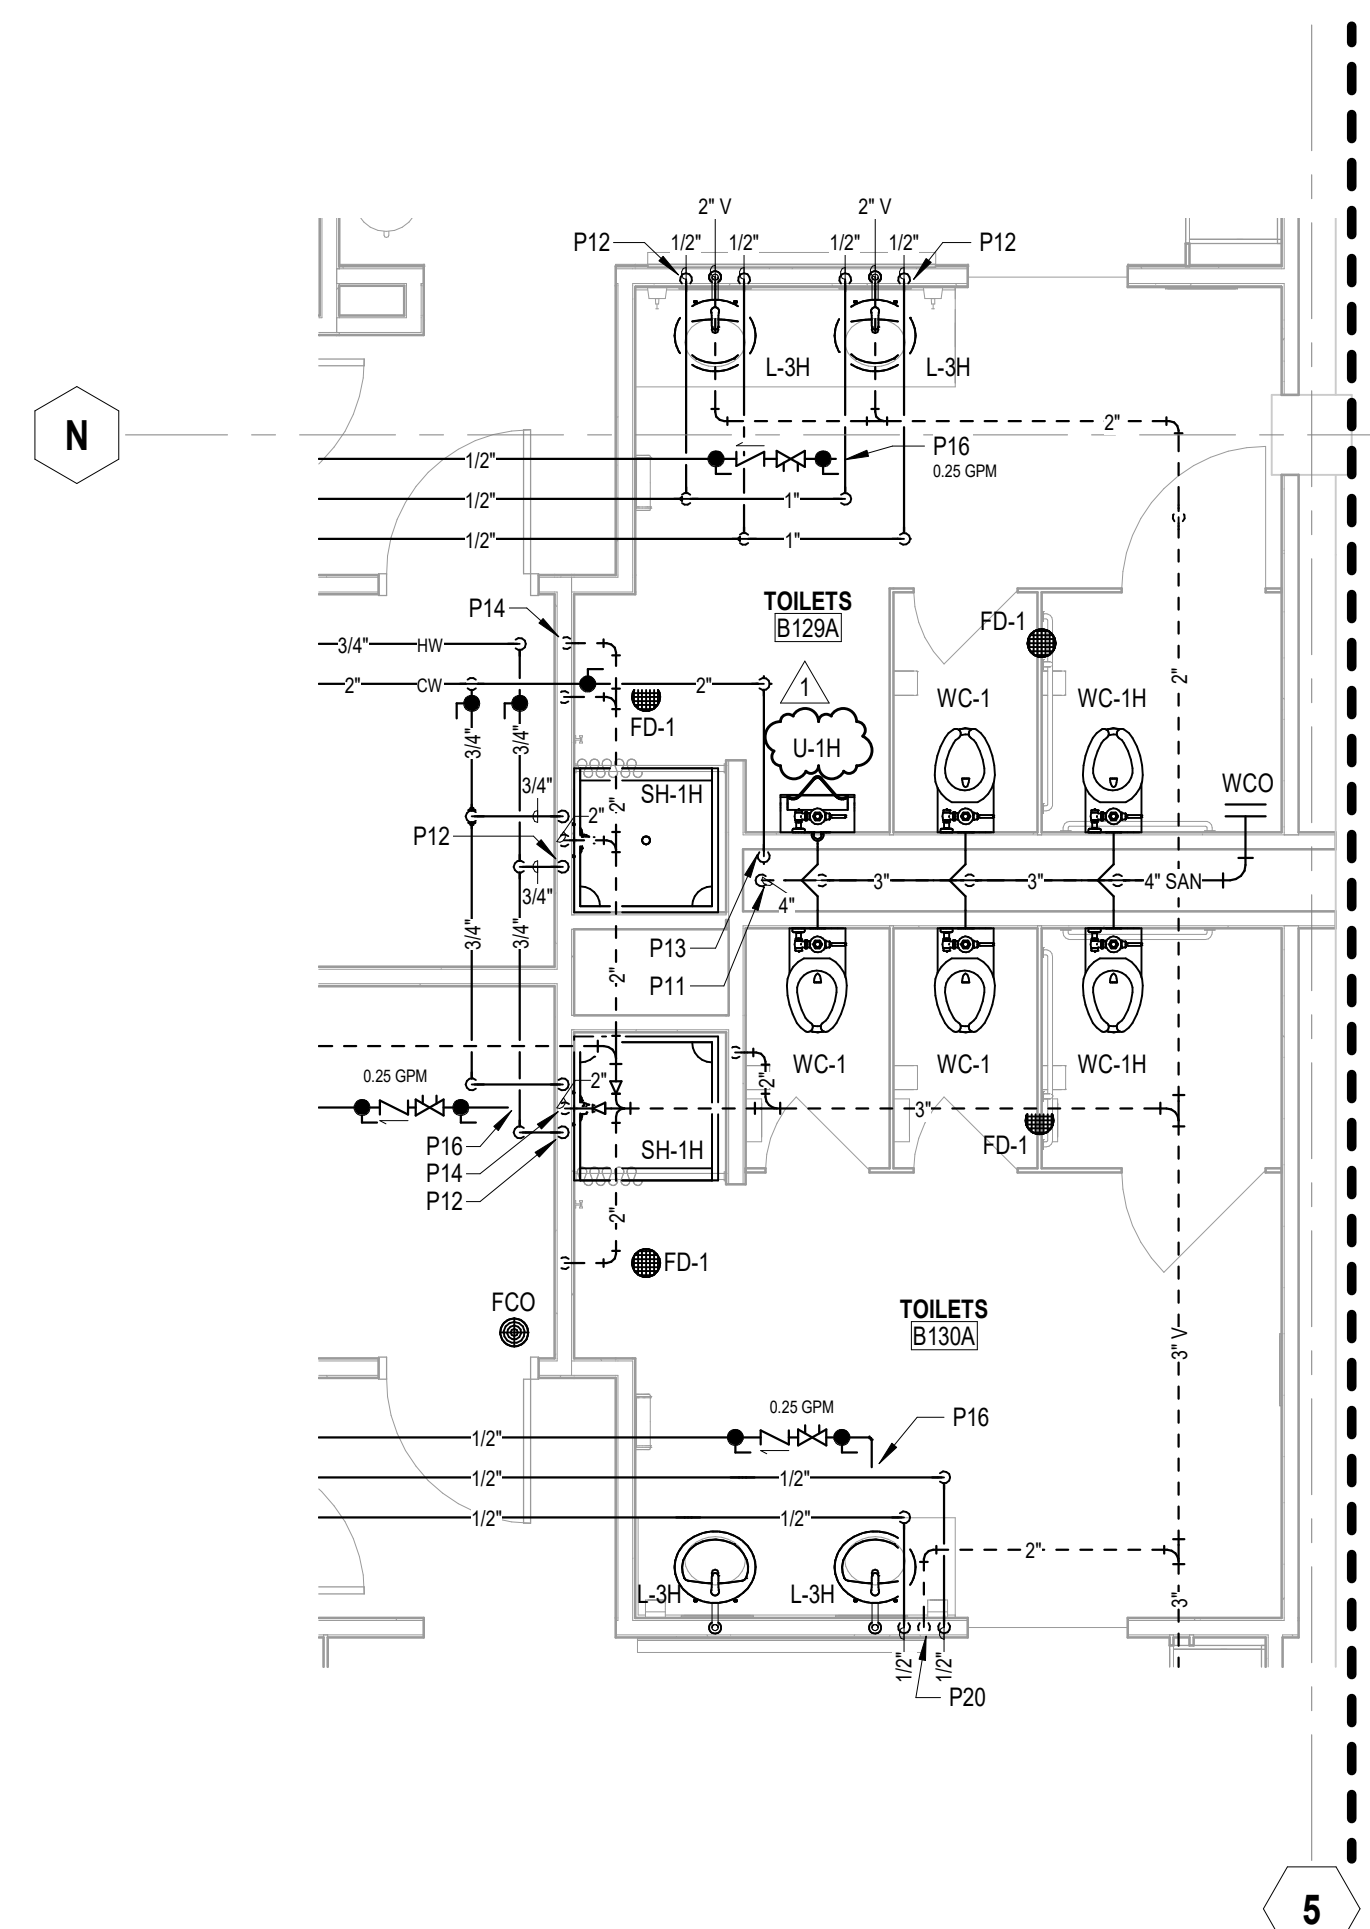 2" V
2" V
P12
1/2"
1/2"
1/2"
1/2"
P12
L-3H
L-3H
N
2"
P16
0.25 GPM
1/2"
1/2"
1"
1/2"
1"
TOILETS
B129A
P14
FD-1
3/4"
HW
2"
CW
2"
1
2"
FD-1
WC-1
WC-1H
U-1H
3/4"
3/4"
WCO
3/4"
SH-1H
2"
2"
P12
3/4"
3"
3"
4" SAN
4"
3/4"
3/4"
P13
2"
P11
WC-1
WC-1
WC-1H
0.25 GPM
2"
2"
3"
P16
P14
P12
SH-1H
FD-1
2"
FD-1
FCO
TOILETS
B130A
3" V
0.25 GPM
P16
1/2"
1/2"
1/2"
1/2"
1/2"
2"
L-3H
L-3H
3"
1/2"
1/2"
P20
5